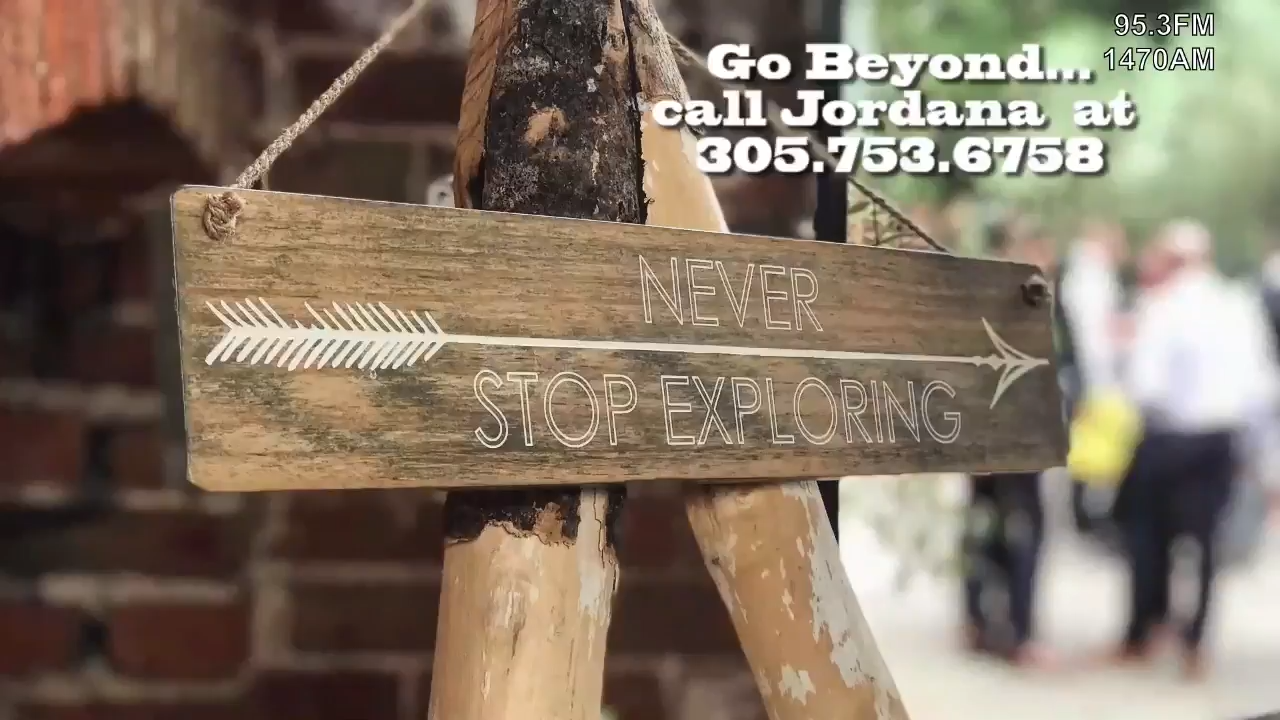 95.3FM
1470AM
Go Beyond...
call Jordana at
305.753.6758
NEVER
STOP EXPLORING